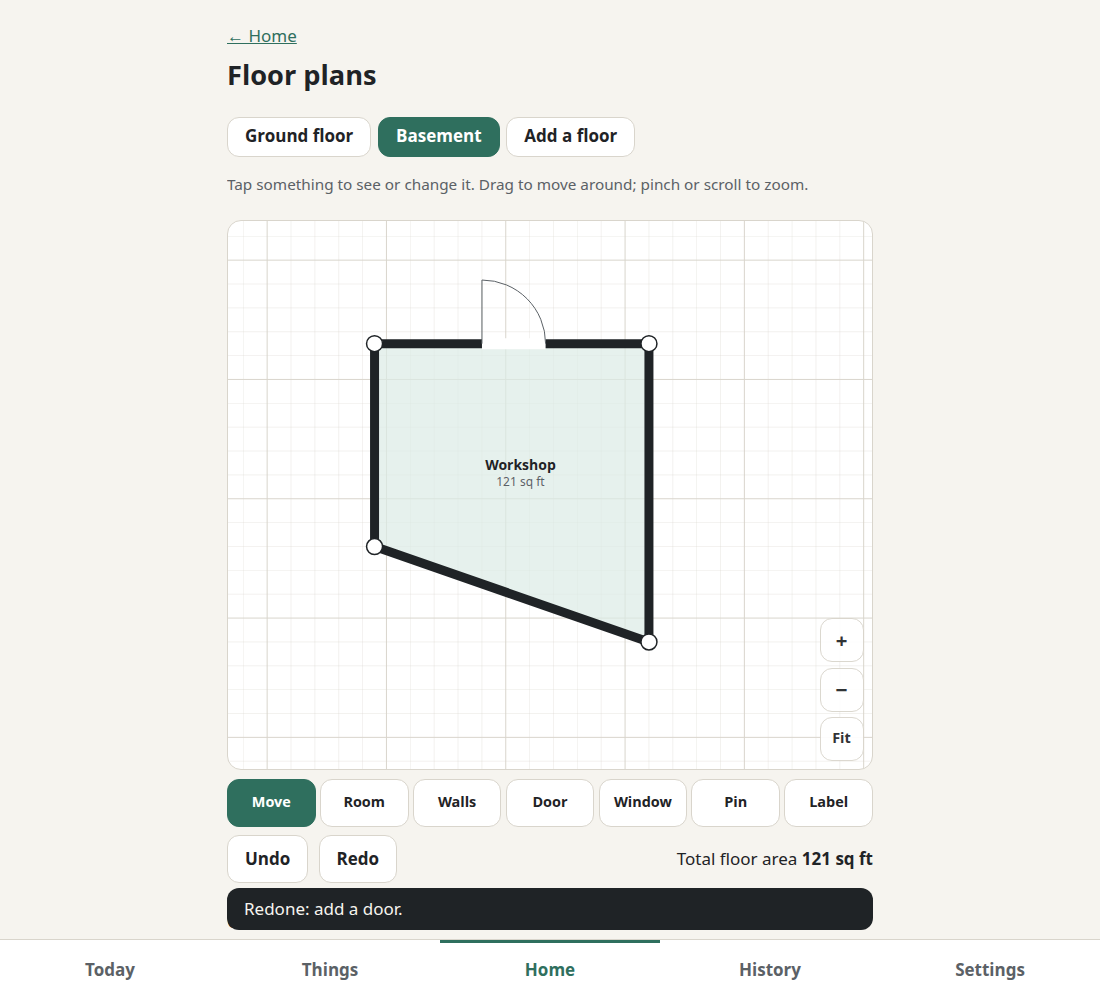 ← Home
Floor plans
Ground floor Basement Add a floor
Tap something to see or change it. Drag to move around; pinch or scroll to zoom.
Workshop
121 sq ft
+
−
Fit
Move Room Walls Door Window Pin Label
Undo Redo Total floor area 121 sq ft
Redone: add a door.
Today Things Home History Settings